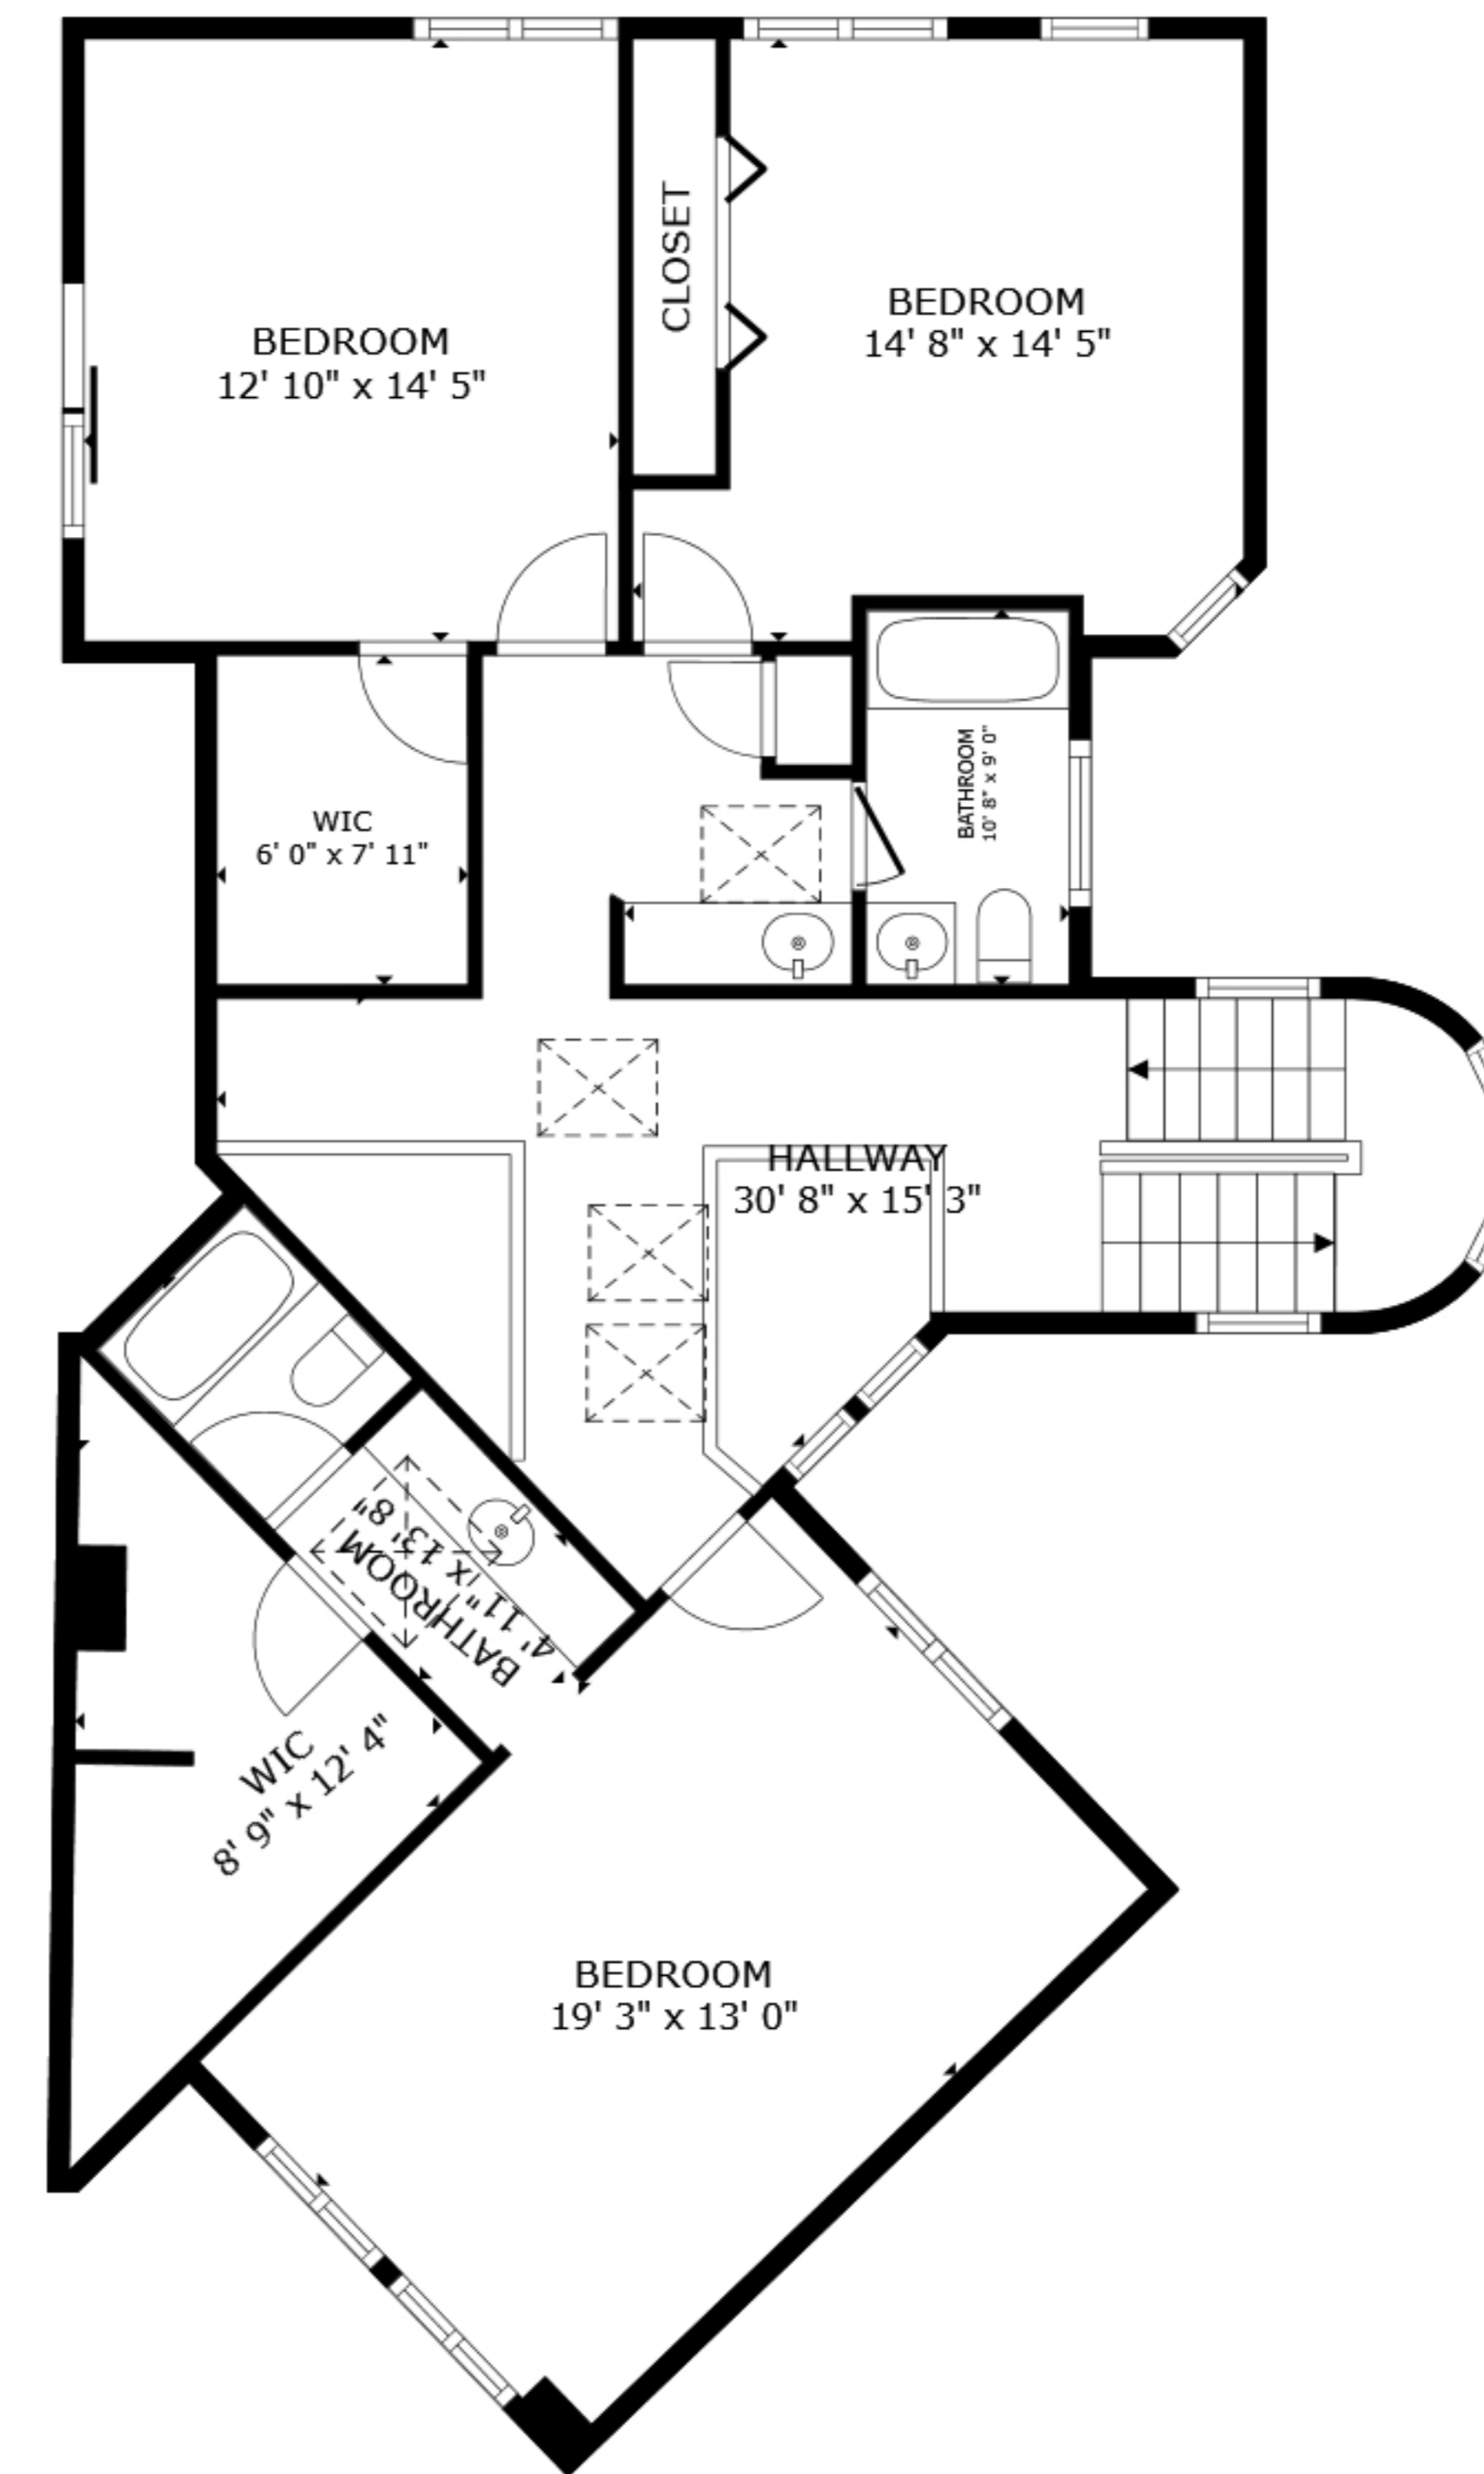 BEDROOM
12' 10" x 14' 5"
CLOSET
BEDROOM
14' 8" x 14' 5"
WIC
6' 0" x 7' 11"
BATHROOM
10' 8" x 9' 0"
HALLWAY
30' 8" x 15' 3"
BATHROOM
4' 11" x 13' 8"
WIC
8' 9" x 12' 4"
BEDROOM
19' 3" x 13' 0"